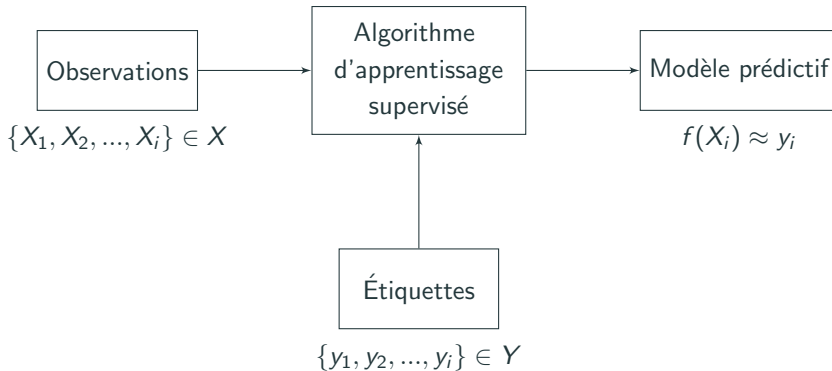 Observations
{X₁, X₂, ..., Xᵢ} ∈ X
Algorithme
d'apprentissage
supervisé
Modèle prédictif
f(Xᵢ) ≈ yᵢ
Étiquettes
{y₁, y₂, ..., yᵢ} ∈ Y